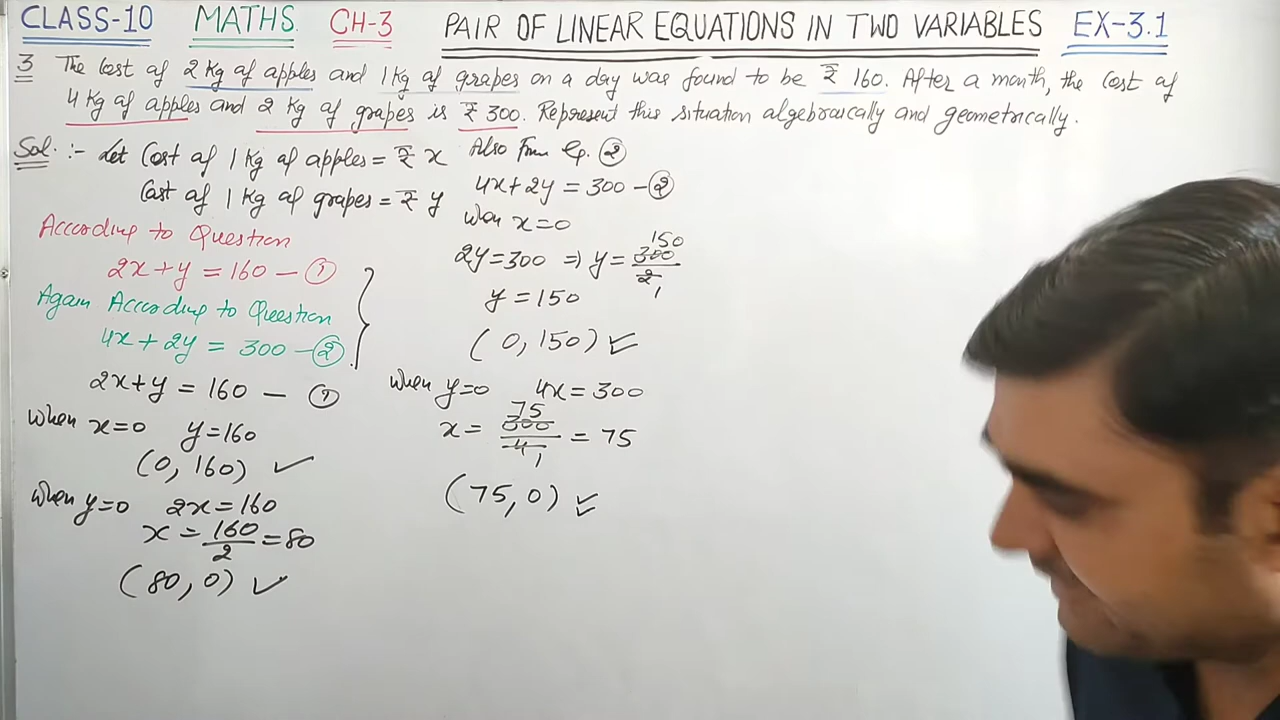 CLASS-10 MATHS. CH-3 PAIR OF LINEAR EQUATIONS IN TWO VARIABLES EX-3.1
3 The Cost of 2 Kg of apples and 1 Kg of grapes on a day was found to be ₹ 160. After a month, the Cost of
4 Kg of apples and 2 Kg of grapes is ₹ 300. Represent this situation algebraically and geometrically.
Sol. :- Let Cost of 1 Kg of apples = ₹ x
Cost of 1 Kg of grapes = ₹ y
According to Question
2x + y = 160 — ①
Again According to Question
4x + 2y = 300 — ②
2x + y = 160 — ①
When x=0 y=160
(0, 160) ✓
When y=0 2x=160
x = 160/2 = 80
(80, 0) ✓
Also From Eq. ②
4x + 2y = 300 — ②
When x=0
150
2y = 300 ⇒ y = 300/2
1
y = 150
(0, 150) ✓
When y=0 4x = 300
75
x = 300/4 = 75
1
(75, 0) ✓